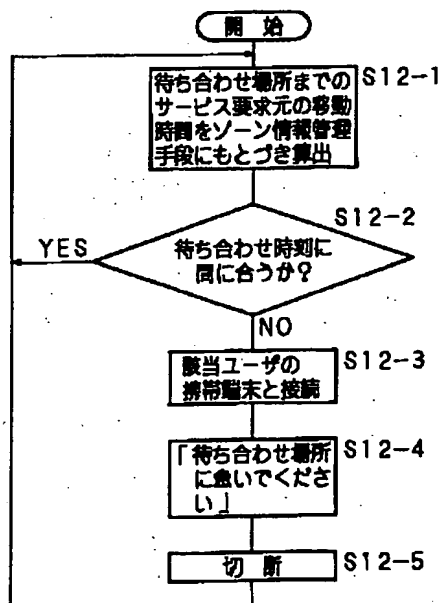 開 始
待ち合わせ場所までの
サービス要求元の移動
時間をゾーン情報管理
手段にもとづき算出
S12-1
S12-2
待ち合わせ時刻に
間に合うか?
YES
NO
該当ユーザの
携帯端末と接続
S12-3
「待ち合わせ場所
に急いでくださ
い」
S12-4
切 断
S12-5